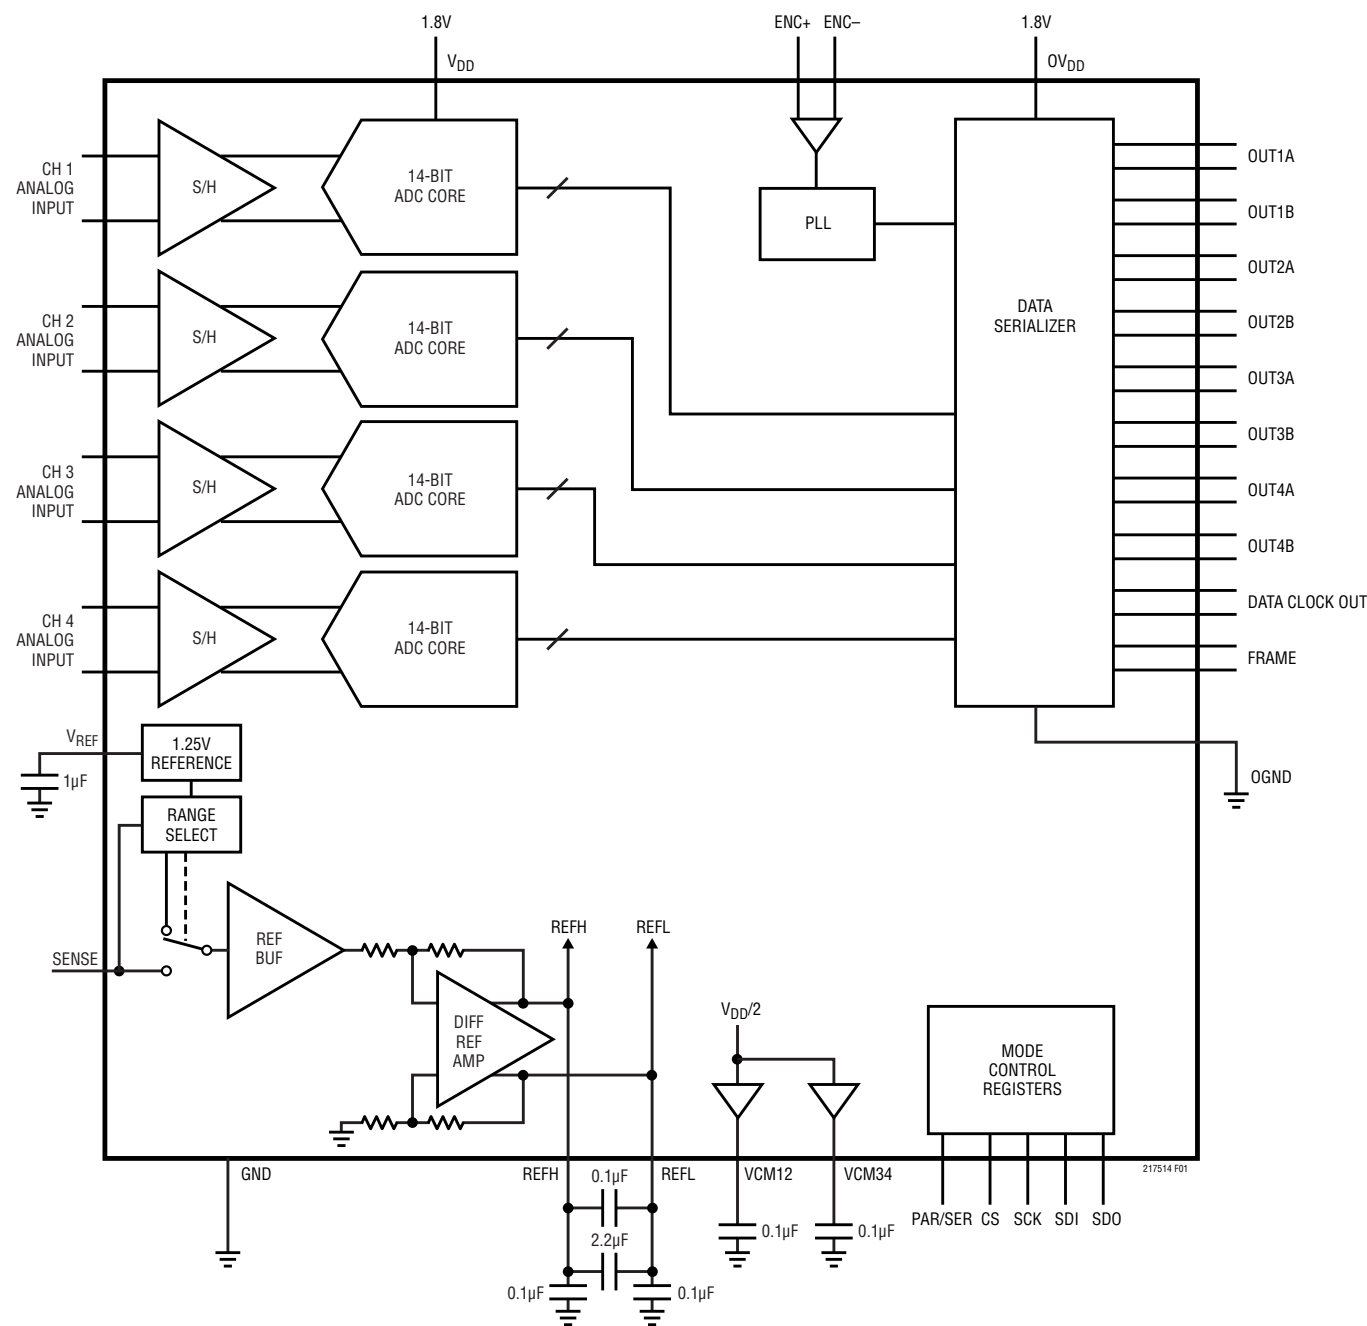 1.8V
ENC+ ENC–
1.8V
VDD
OVDD
CH 1
ANALOG
INPUT
S/H
14-BIT
ADC CORE
PLL
OUT1A
OUT1B
OUT2A
CH 2
ANALOG
INPUT
S/H
14-BIT
ADC CORE
DATA
SERIALIZER
OUT2B
OUT3A
OUT3B
CH 3
ANALOG
INPUT
S/H
14-BIT
ADC CORE
OUT4A
OUT4B
DATA CLOCK OUT
CH 4
ANALOG
INPUT
S/H
14-BIT
ADC CORE
FRAME
VREF
1.25V
REFERENCE
1µF
OGND
RANGE
SELECT
SENSE
REF
BUF
REFH
REFL
DIFF
REF
AMP
VDD/2
MODE
CONTROL
REGISTERS
217514 F01
GND
REFH
0.1µF
REFL
VCM12
VCM34
PAR/SER CS SCK SDI SDO
0.1µF
0.1µF
2.2µF
0.1µF
0.1µF